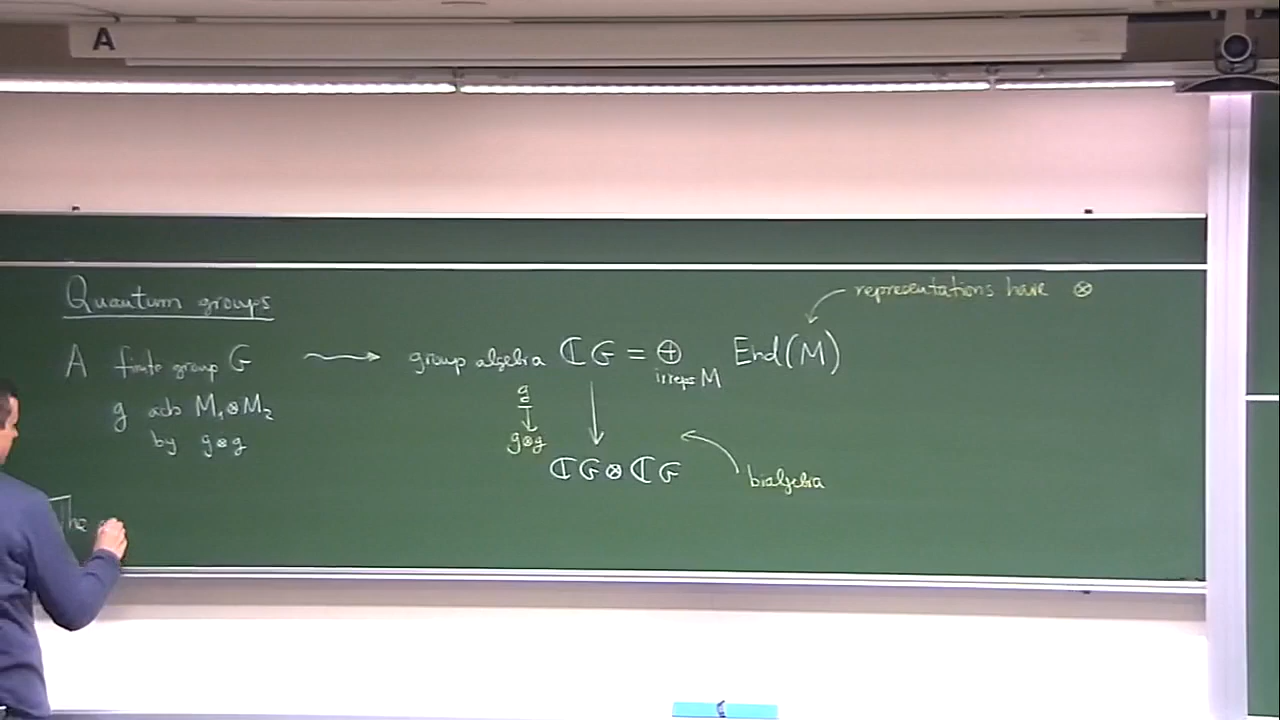 A
Quantum groups
representations have ⊗
A finite group G ⟿ group algebra ℂG = ⊕ End(M)
irreps M
g acts M₁⊗M₂
by g⊗g
g ↦ g⊗g
ℂG⊗ℂG
bialgebra
The